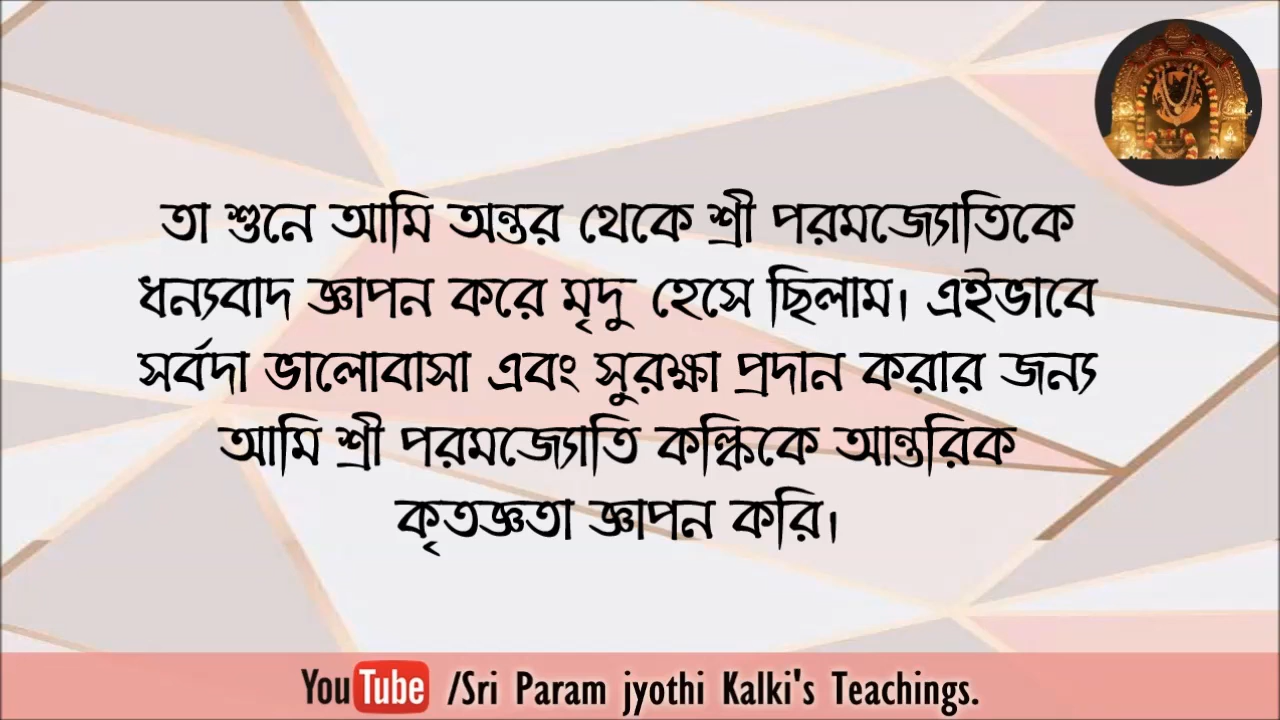 তা শুনে আমি অন্তর থেকে শ্রী পরমজ্যোতিকে
ধন্যবাদ জ্ঞাপন করে মৃদু হেসে ছিলাম। এইভাবে
সর্বদা ভালোবাসা এবং সুরক্ষা প্রদান করার জন্য
আমি শ্রী পরমজ্যোতি কল্কিকে আন্তরিক
কৃতজ্ঞতা জ্ঞাপন করি।
YouTube /Sri Param jyothi Kalki's Teachings.